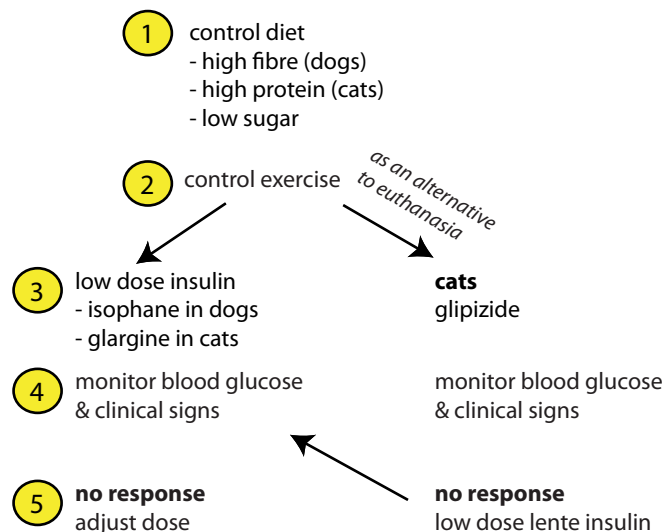 1 control diet
- high fibre (dogs)
- high protein (cats)
- low sugar
2 control exercise
as an alternative
to euthanasia
3 low dose insulin
- isophane in dogs
- glargine in cats
cats
glipizide
4 monitor blood glucose
& clinical signs
monitor blood glucose
& clinical signs
5 no response
adjust dose
no response
low dose lente insulin